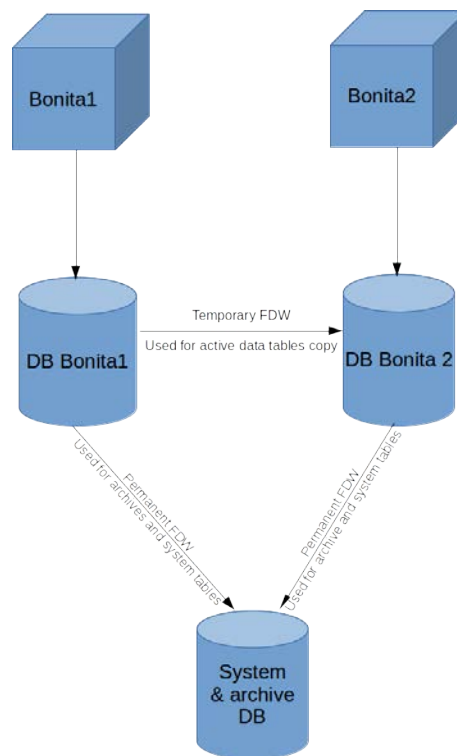 Bonita1
Bonita2
Temporary FDW
Used for active data tables copy
DB Bonita1
DB Bonita 2
Permanent FDW
Used for archives and system tables
Permanent FDW
Used for archive and system tables
System
& archive
DB